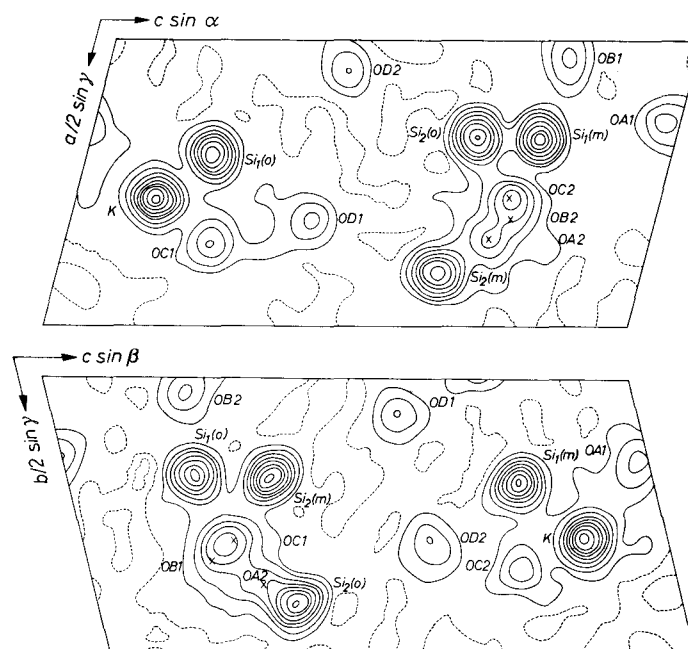 c sin α
a/2 sin γ
OD2
OB1
OA1
Si₂(o)
Si₁(m)
Si₁(o)
K
OC2
OB2
OD1
OC1
OA2
Si₂(m)
c sin β
b/2 sin γ
OB2
OD1
Si₁(o)
Si₁(m)
OA1
Si₂(m)
K
OC1
OD2
OB1
OA2
OC2
Si₂(o)